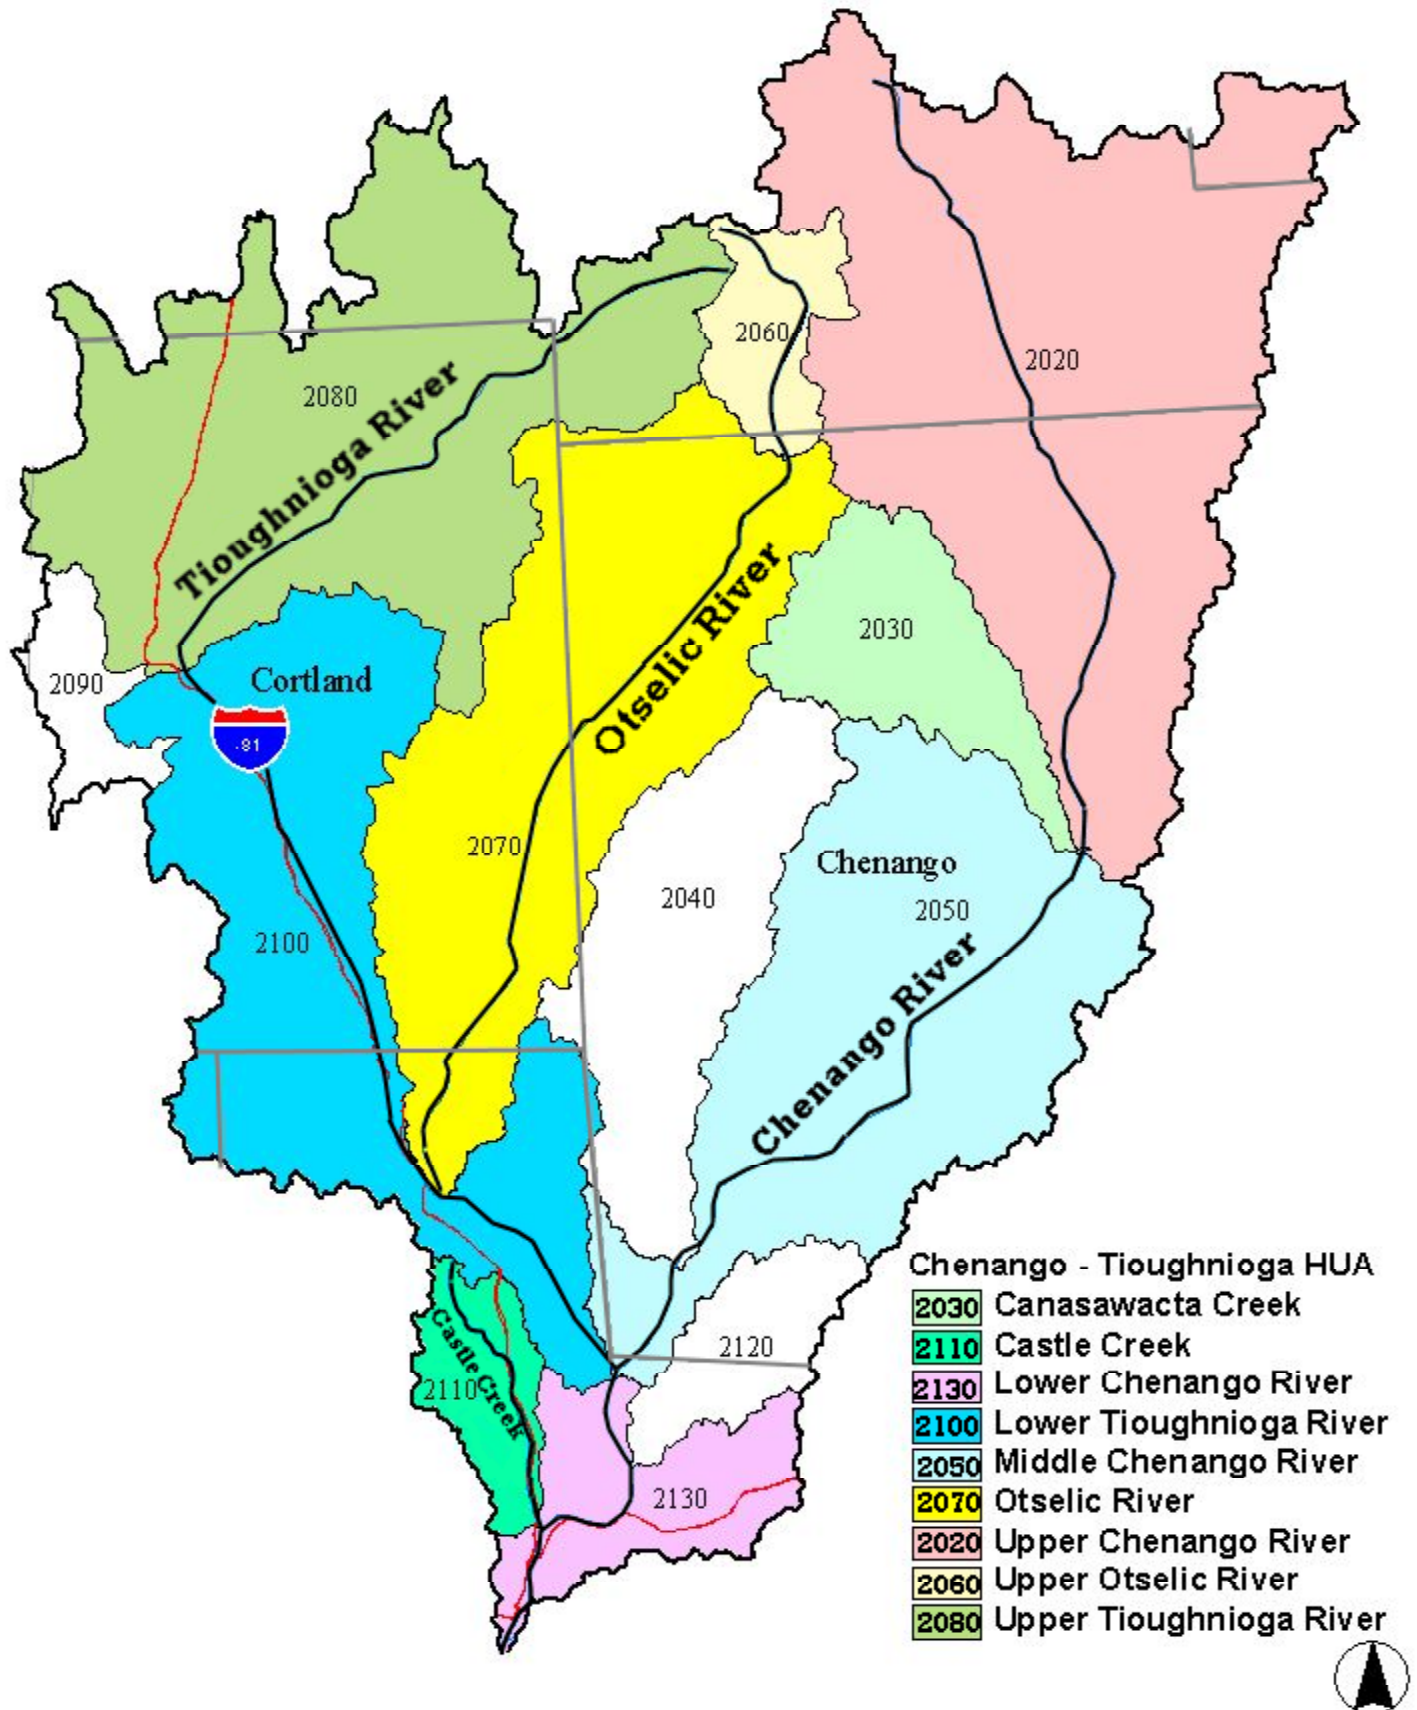 2060
2020
2080
Tioughnioga River
2030
Otselic River
2090
Cortland
-81
2070
Chenango
2040
2050
2100
Chenango River
2120
Castle Creek
2110
2130
Chenango - Tioughnioga HUA
2030 Canasawacta Creek
2110 Castle Creek
2130 Lower Chenango River
2100 Lower Tioughnioga River
2050 Middle Chenango River
2070 Otselic River
2020 Upper Chenango River
2060 Upper Otselic River
2080 Upper Tioughnioga River